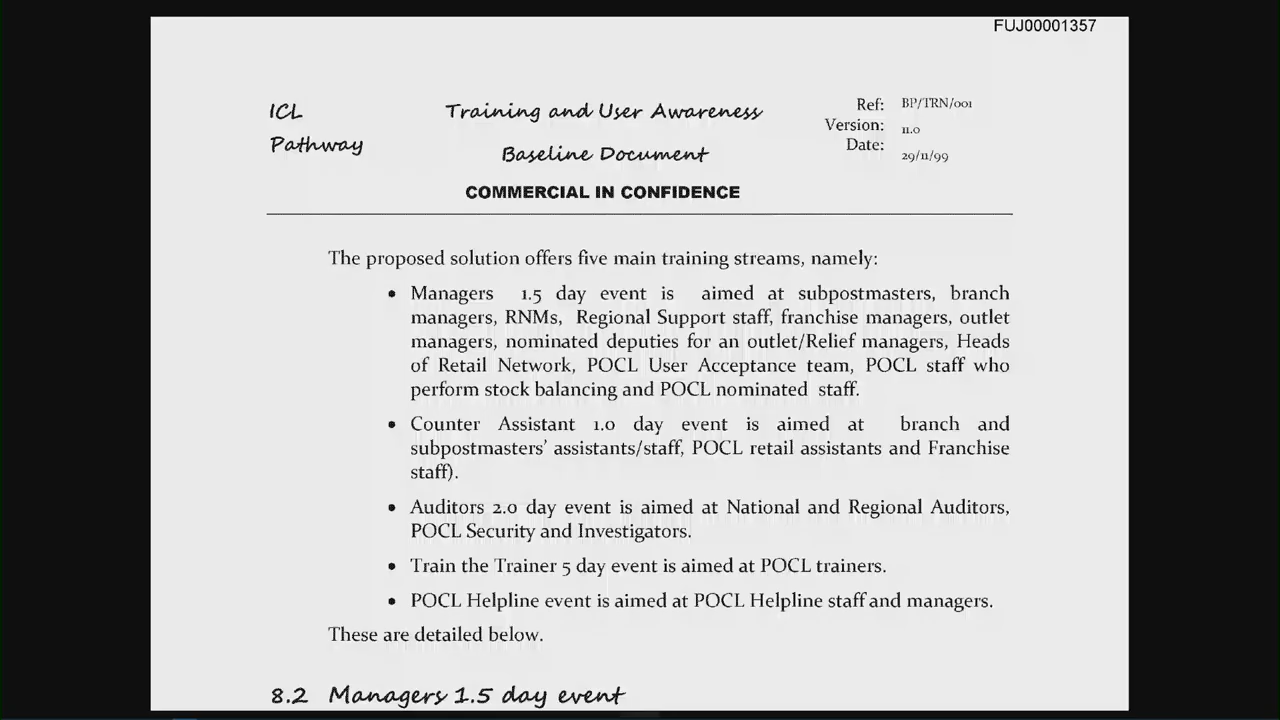 FUJ00001357
ICL
Pathway
Training and User Awareness
Baseline Document
COMMERCIAL IN CONFIDENCE
Ref: BP/TRN/001
Version: 11.0
Date: 29/11/99
The proposed solution offers five main training streams, namely:
• Managers 1.5 day event is aimed at subpostmasters, branch
managers, RNMs, Regional Support staff, franchise managers, outlet
managers, nominated deputies for an outlet/Relief managers, Heads
of Retail Network, POCL User Acceptance team, POCL staff who
perform stock balancing and POCL nominated staff.
• Counter Assistant 1.0 day event is aimed at branch and
subpostmasters' assistants/staff, POCL retail assistants and Franchise
staff).
• Auditors 2.0 day event is aimed at National and Regional Auditors,
POCL Security and Investigators.
• Train the Trainer 5 day event is aimed at POCL trainers.
• POCL Helpline event is aimed at POCL Helpline staff and managers.
These are detailed below.
8.2 Managers 1.5 day event